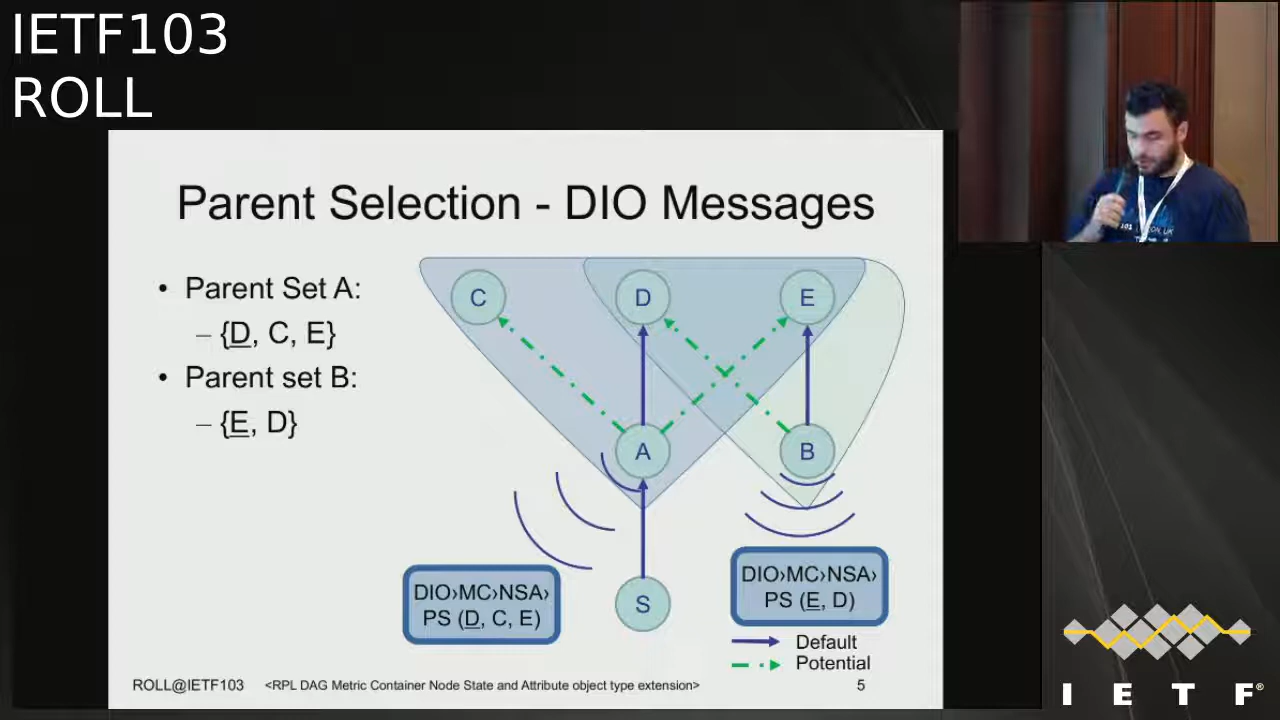 IETF103
ROLL
Parent Selection - DIO Messages
• Parent Set A:
– {D, C, E}
• Parent set B:
– {E, D}
C
D
E
A
B
S
DIO›MC›NSA›
PS (D, C, E)
DIO›MC›NSA›
PS (E, D)
Default
Potential
ROLL@IETF103 <RPL DAG Metric Container Node State and Attribute object type extension> 5
I E T F®